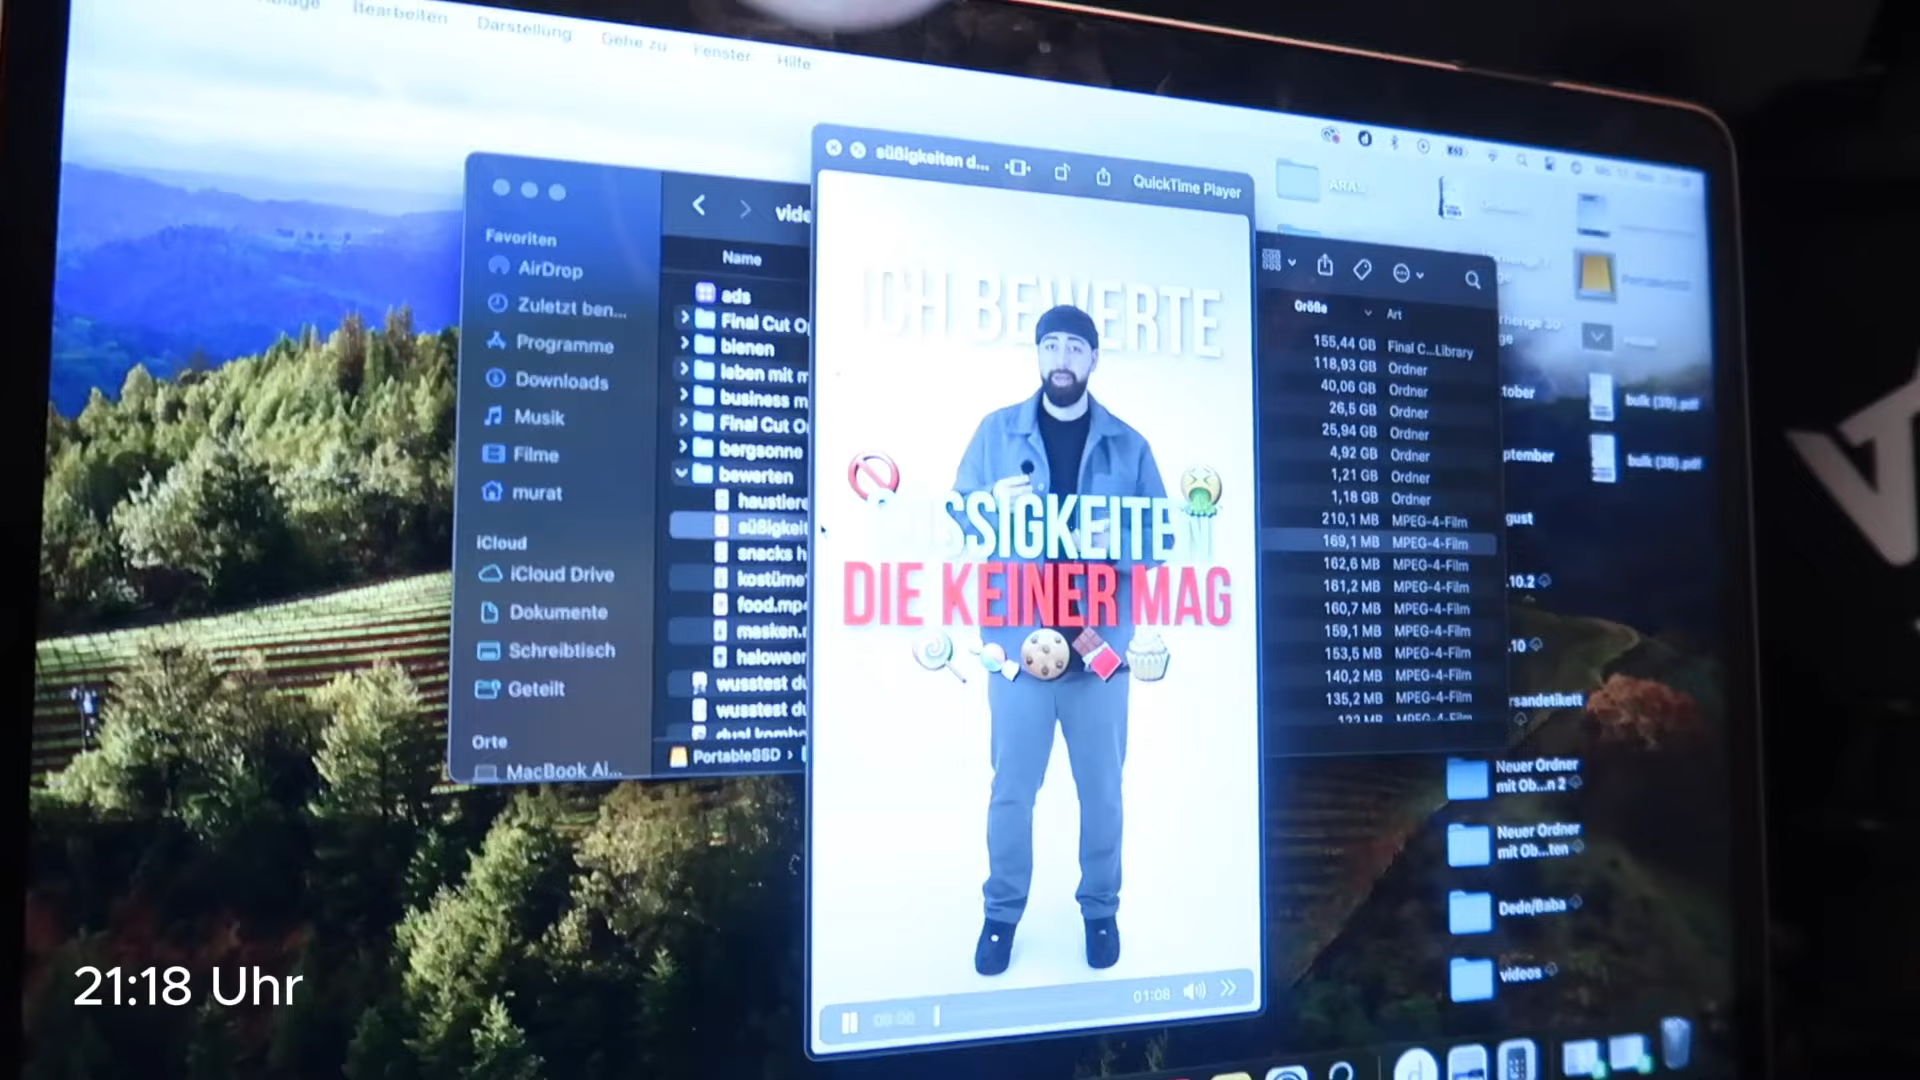 Bearbeiten Darstellung Gehe zu Fenster Hilfe
süßigkeiten d... QuickTime Player
ICH BEWERTE
SÜSSIGKEITEN
DIE KEINER MAG
00:00 01:08
Favoriten
AirDrop
Zuletzt ben...
Programme
Downloads
Musik
Filme
murat
iCloud
iCloud Drive
Dokumente
Schreibtisch
Geteilt
Orte
MacBook Ai...
Name
ads
Final Cut
bienen
leben mit
business
Final Cut
bergsonne
bewerten
haustiere
süßigkeit
snacks
kostüme
food.mp
masken.
haloween
wusstest du
wusstest du
PortableSSD
Größe Art
155,44 GB Final C...Library
118,93 GB Ordner
40,06 GB Ordner
26,5 GB Ordner
25,94 GB Ordner
4,92 GB Ordner
1,21 GB Ordner
1,18 GB Ordner
210,1 MB MPEG-4-Film
169,1 MB MPEG-4-Film
162,6 MB MPEG-4-Film
161,2 MB MPEG-4-Film
160,7 MB MPEG-4-Film
159,1 MB MPEG-4-Film
153,5 MB MPEG-4-Film
140,2 MB MPEG-4-Film
135,2 MB MPEG-4-Film
bulk (39).pdf
bulk (38).pdf
tober
ptember
gust
.10.2
.10
rsandetikett
Neuer Ordner
mit Ob...n 2
Neuer Ordner
mit Ob...ten
Dede/Baba
videos
21:18 Uhr